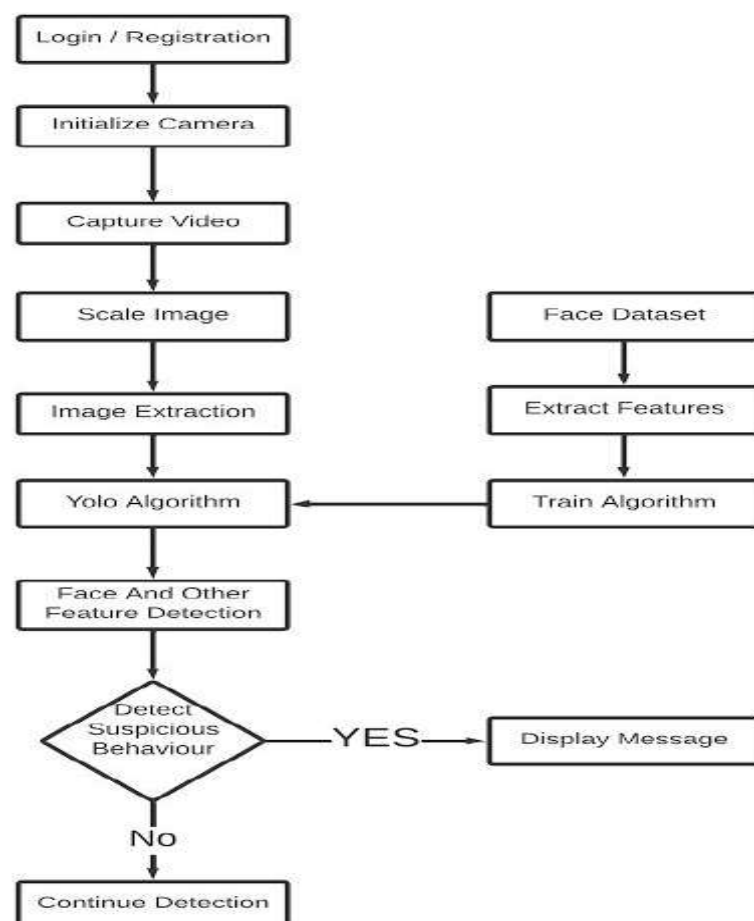 Login / Registration
Initialize Camera
Capture Video
Scale Image
Face Dataset
Image Extraction
Extract Features
Yolo Algorithm
Train Algorithm
Face And Other
Feature Detection
Detect
Suspicious
Behaviour
YES
Display Message
No
Continue Detection